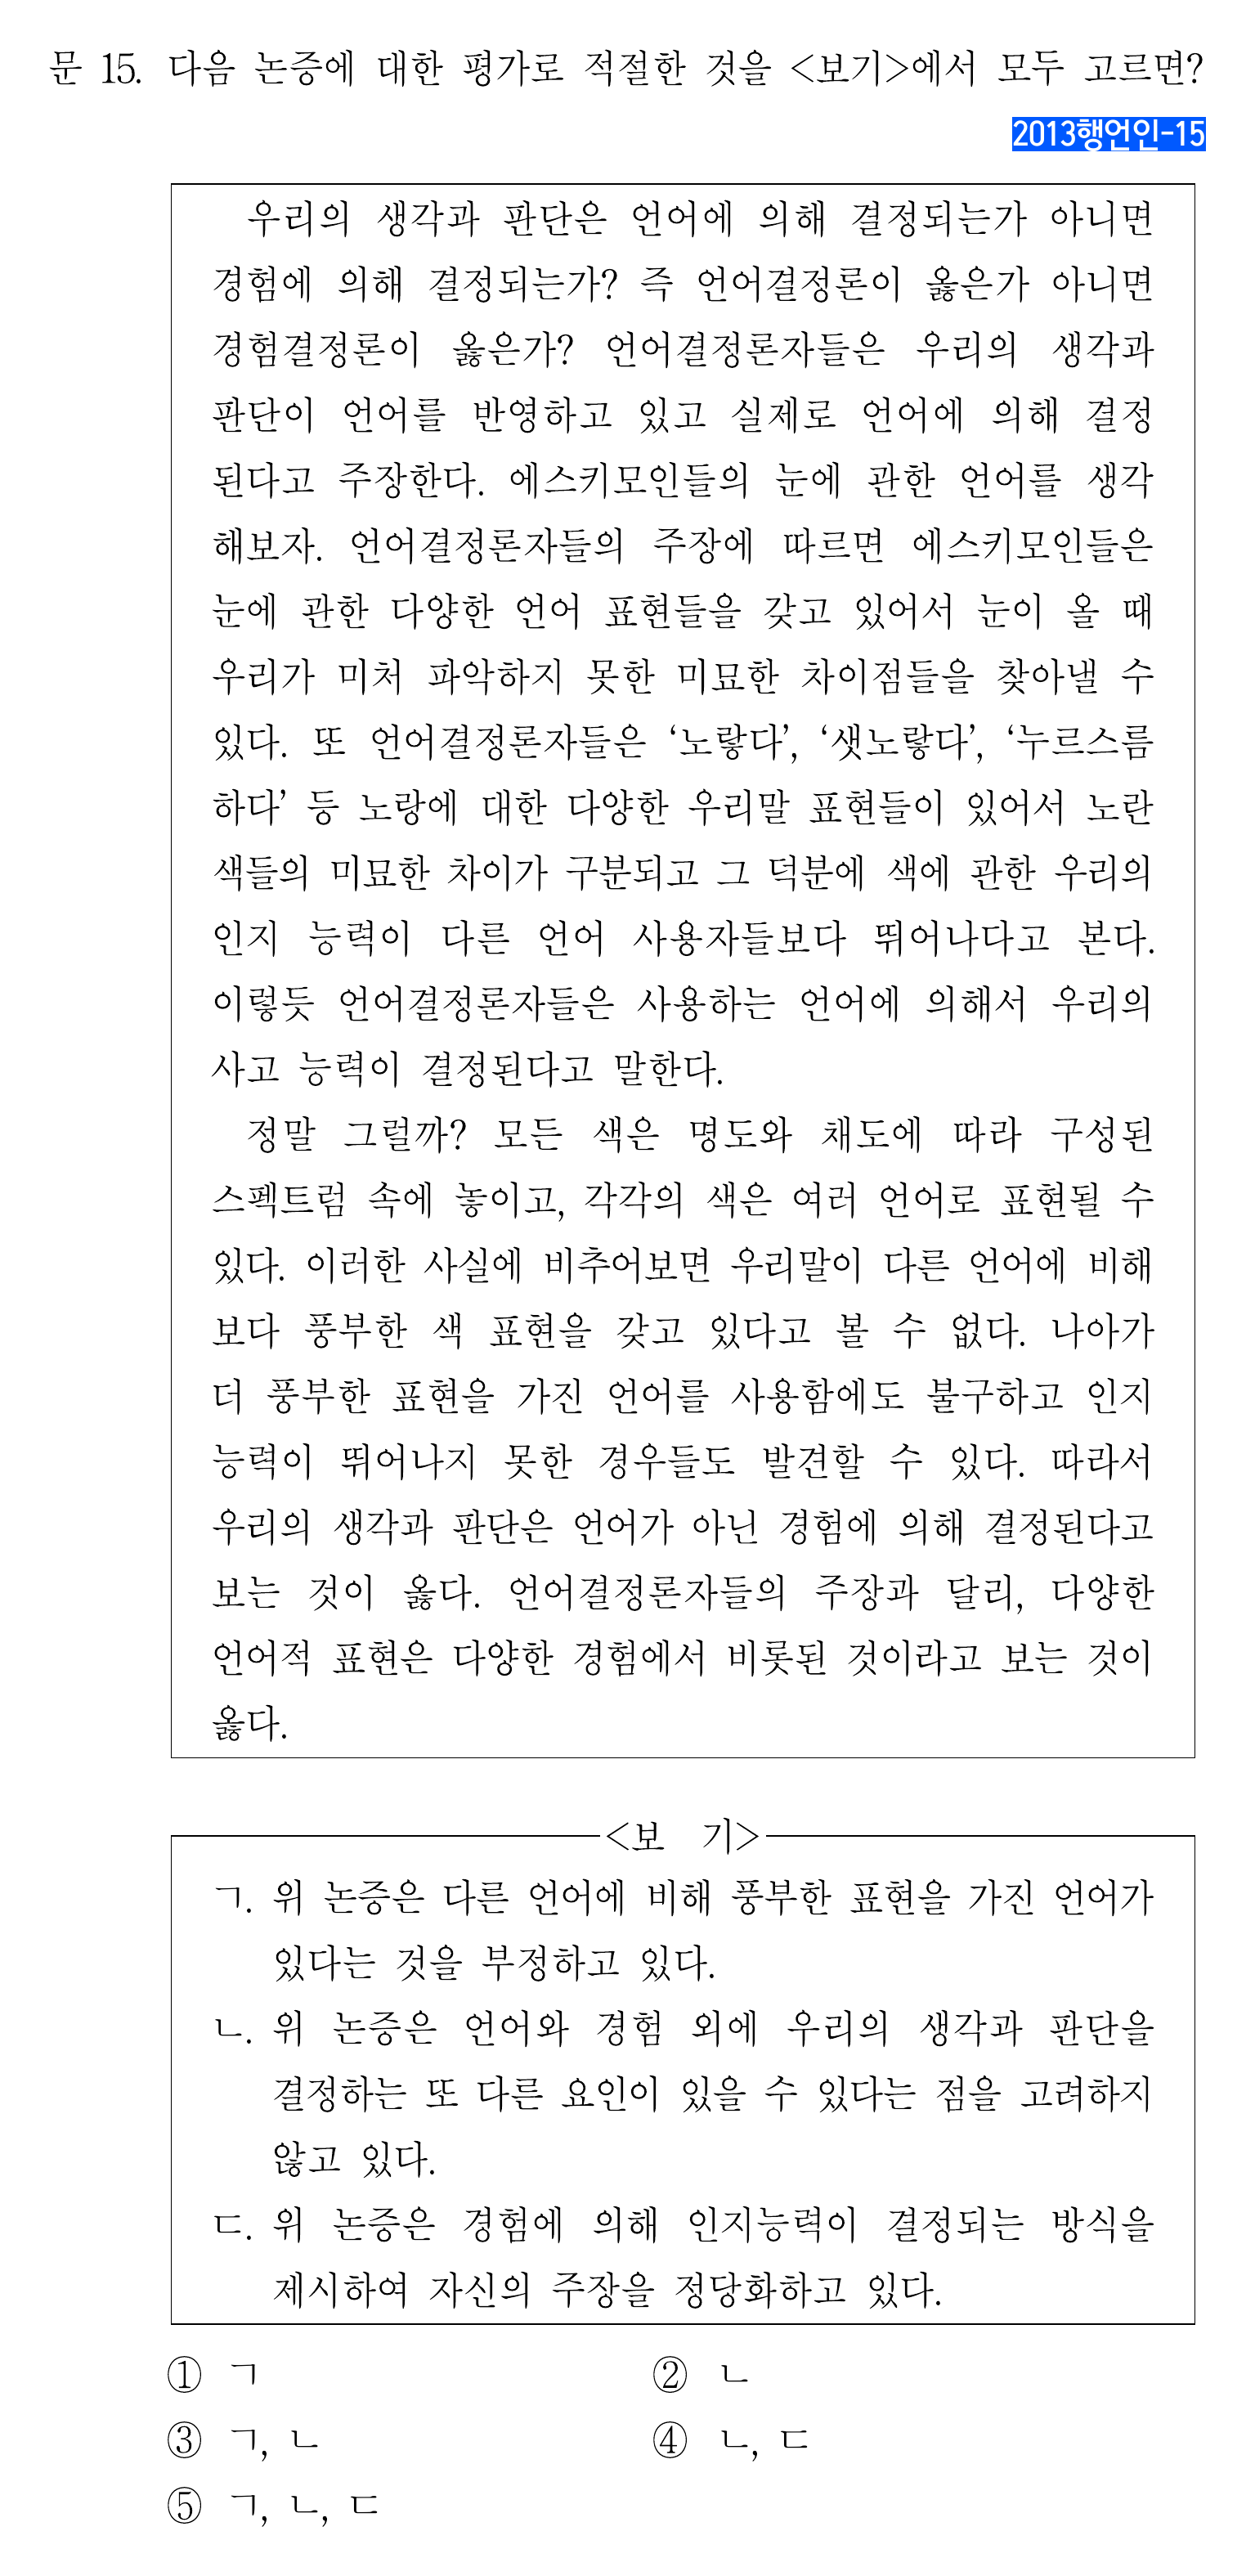 문 15. 다음 논증에 대한 평가로 적절한 것을 <보기>에서 모두 고르면?
2013행언인-15
우리의 생각과 판단은 언어에 의해 결정되는가 아니면
경험에 의해 결정되는가? 즉 언어결정론이 옳은가 아니면
경험결정론이 옳은가? 언어결정론자들은 우리의 생각과
판단이 언어를 반영하고 있고 실제로 언어에 의해 결정
된다고 주장한다. 에스키모인들의 눈에 관한 언어를 생각
해보자. 언어결정론자들의 주장에 따르면 에스키모인들은
눈에 관한 다양한 언어 표현들을 갖고 있어서 눈이 올 때
우리가 미처 파악하지 못한 미묘한 차이점들을 찾아낼 수
있다. 또 언어결정론자들은 ‘노랗다’, ‘샛노랗다’, ‘누르스름
하다’ 등 노랑에 대한 다양한 우리말 표현들이 있어서 노란
색들의 미묘한 차이가 구분되고 그 덕분에 색에 관한 우리의
인지 능력이 다른 언어 사용자들보다 뛰어나다고 본다.
이렇듯 언어결정론자들은 사용하는 언어에 의해서 우리의
사고 능력이 결정된다고 말한다.
정말 그럴까? 모든 색은 명도와 채도에 따라 구성된
스펙트럼 속에 놓이고, 각각의 색은 여러 언어로 표현될 수
있다. 이러한 사실에 비추어보면 우리말이 다른 언어에 비해
보다 풍부한 색 표현을 갖고 있다고 볼 수 없다. 나아가
더 풍부한 표현을 가진 언어를 사용함에도 불구하고 인지
능력이 뛰어나지 못한 경우들도 발견할 수 있다. 따라서
우리의 생각과 판단은 언어가 아닌 경험에 의해 결정된다고
보는 것이 옳다. 언어결정론자들의 주장과 달리, 다양한
언어적 표현은 다양한 경험에서 비롯된 것이라고 보는 것이
옳다.
<보 기>
ㄱ. 위 논증은 다른 언어에 비해 풍부한 표현을 가진 언어가
있다는 것을 부정하고 있다.
ㄴ. 위 논증은 언어와 경험 외에 우리의 생각과 판단을
결정하는 또 다른 요인이 있을 수 있다는 점을 고려하지
않고 있다.
ㄷ. 위 논증은 경험에 의해 인지능력이 결정되는 방식을
제시하여 자신의 주장을 정당화하고 있다.
① ㄱ ② ㄴ
③ ㄱ, ㄴ ④ ㄴ, ㄷ
⑤ ㄱ, ㄴ, ㄷ